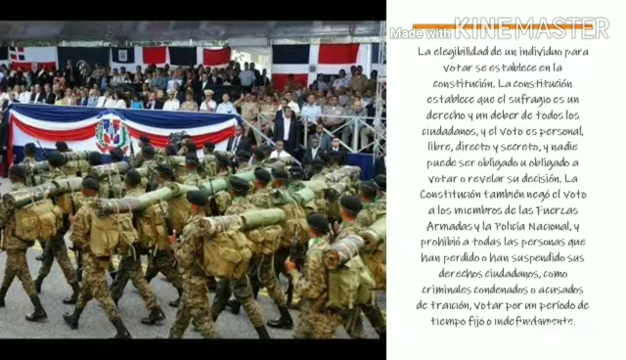 Made with KINEMASTER
La elegibilidad de un individuo para
votar se establece en la
constitución. La constitución
establece que el sufragio es un
derecho y un deber de todos los
ciudadanos, y el voto es personal,
libre, directo y secreto, y nadie
puede ser obligado u obligado a
votar o revelar su decisión. La
Constitución también negó el voto
a los miembros de las Fuerzas
Armadas y la Policía Nacional, y
prohibió a todas las personas que
han perdido o han suspendido sus
derechos ciudadanos, como
criminales condenados o acusados
de traición, votar por un período de
tiempo fijo o indefinidamente.